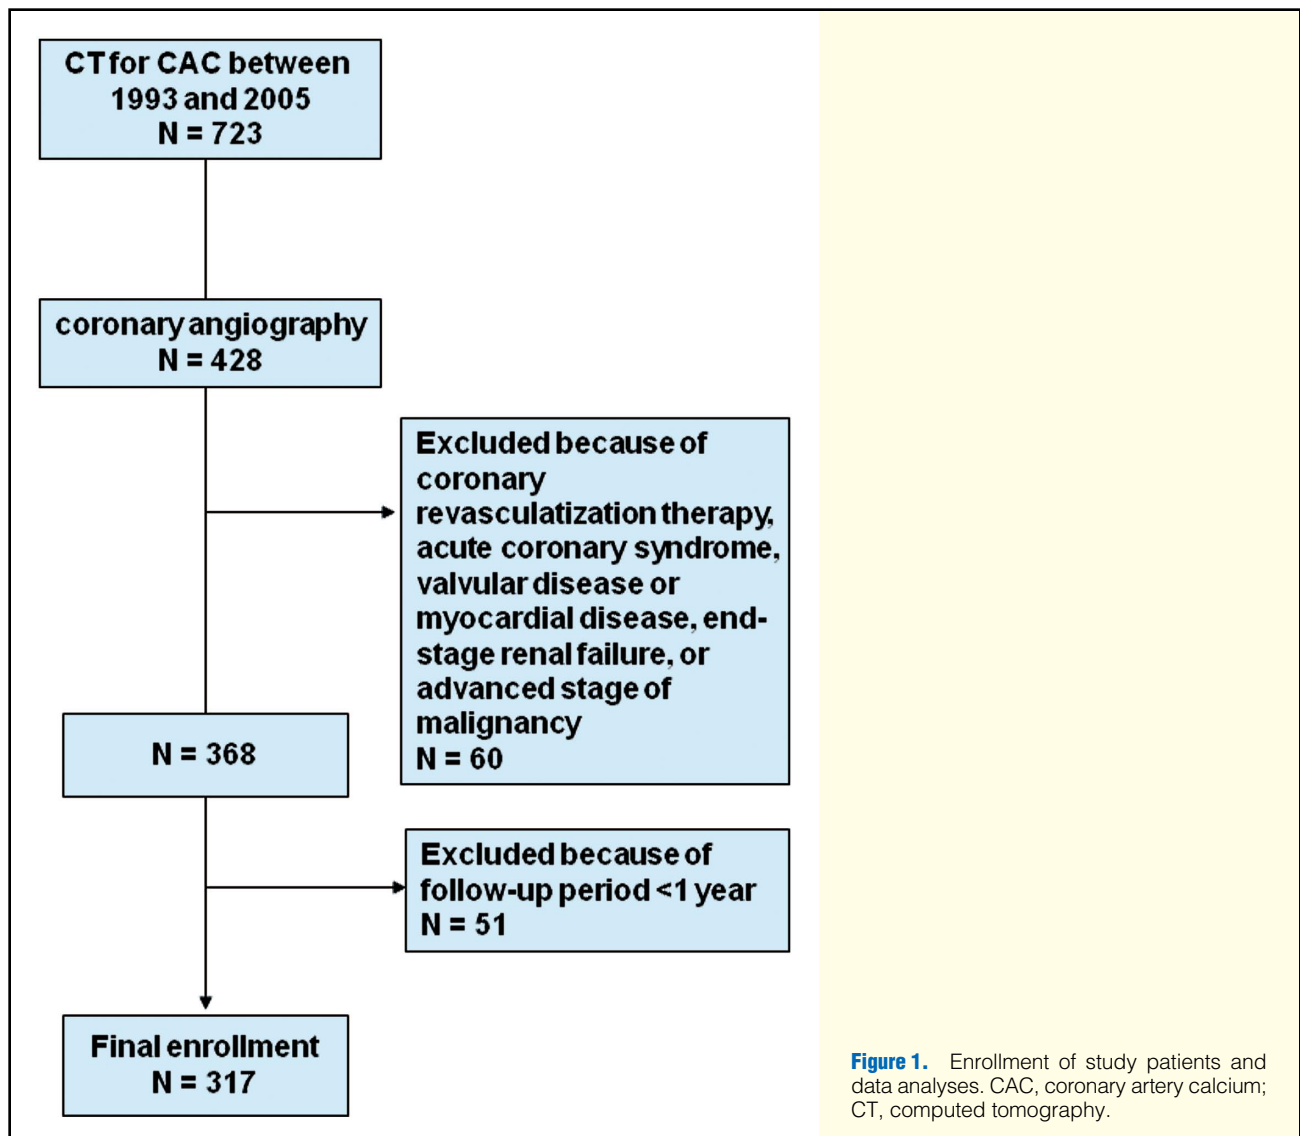 CT for CAC between
1993 and 2005
N = 723
coronary angiography
N = 428
Excluded because of
coronary
revasculatization therapy,
acute coronary syndrome,
valvular disease or
myocardial disease, end-
stage renal failure, or
advanced stage of
malignancy
N = 60
N = 368
Excluded because of
follow-up period <1 year
N = 51
Final enrollment
N = 317
Figure 1. Enrollment of study patients and
data analyses. CAC, coronary artery calcium;
CT, computed tomography.